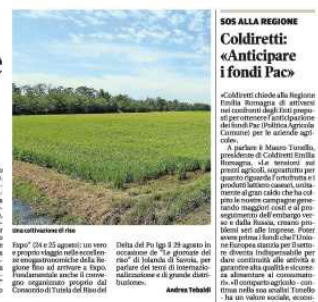 Una coltivazione di riso
Expo" (24 e 25 agosto): un vero
e proprio viaggio nelle eccellen-
ze enogastronomiche della Re-
gione fino ad arrivare a Expo.
Fondamentale anche il conve-
gno organizzato proprio dal
Consorzio di Tutela del Riso del
Delta del Po Igp il 29 agosto in
occasione de "Le giornate del
riso" di Jolanda di Savoia, per
parlare dei temi di internazio-
nalizzazione e di grande distri-
buzione».
Andrea Tebaldi
SOS ALLA REGIONE
Coldiretti:
«Anticipare
i fondi Pac»
«Coldiretti chiede alla Regione
Emilia Romagna di attivarsi
nei confronti degli Enti prepo-
sti per ottenere l'anticipazione
dei fondi Pac (Politica Agricola
Comune) per le aziende agri-
cole».
A parlare è Mauro Tonello,
presidente di Coldiretti Emilia
Romagna. «Le tensioni sui
prezzi agricoli, soprattutto per
quanto riguarda l'ortofrutta e i
prodotti lattiero caseari, unita-
mente al gran caldo che ha col-
pito le nostre campagne gene-
rando maggiori costi e al pro-
seguimento dell'embargo ver-
so dalla Russia, creano pro-
blemi seri alle imprese. Poter
avere prima i fondi che l'Unio-
ne Europea stanzia per il setto-
re diventa indispensabile per
dare continuità alle attività e
garantire alta qualità e sicurez-
za alimentare ai consumato-
ri». «Il comparto agricolo - con-
tinua nella sua analisi Tonello
- ha un valore sociale, econo-